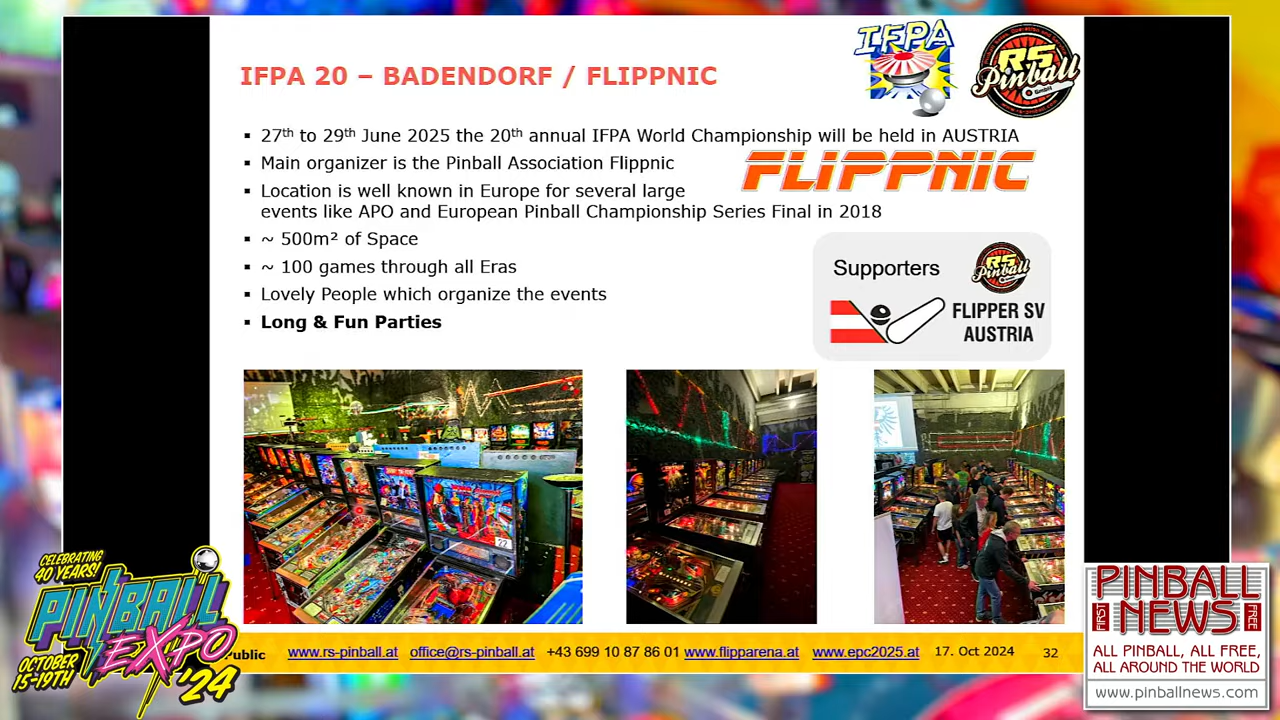 IFPA
RS
Pinball
GmbH
IFPA 20 – BADENDORF / FLIPPNIC
▪ 27th to 29th June 2025 the 20th annual IFPA World Championship will be held in AUSTRIA
▪ Main organizer is the Pinball Association Flippnic
FLIPPNIC
▪ Location is well known in Europe for several large
events like APO and European Pinball Championship Series Final in 2018
▪ ~ 500m² of Space
▪ ~ 100 games through all Eras
▪ Lovely People which organize the events
▪ Long & Fun Parties
Supporters
RS
Pinball
FLIPPER SV
AUSTRIA
22
CELEBRATING
40 YEARS!
PINBALL
EXPO
OCTOBER
15-19TH
'24
Public
www.rs-pinball.at
office@rs-pinball.at
+43 699 10 87 86 01
www.flipparena.at
www.epc2025.at
17. Oct 2024
32
PINBALL
FIRST
NEWS
FREE
ALL PINBALL, ALL FREE,
ALL AROUND THE WORLD
www.pinballnews.com